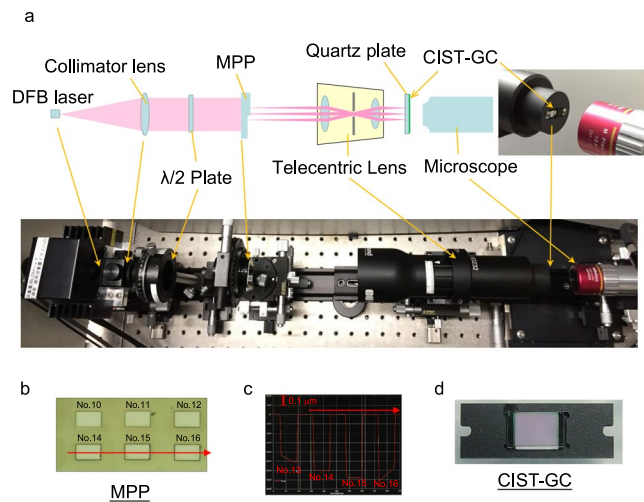 a
Quartz plate
MPP
CIST-GC
Collimator lens
DFB laser
Telecentric Lens
Microscope
λ/2 Plate
b
c
d
No.10
No.11
No.12
No.14
No.15
No.16
MPP
0.1 μm
No.14
No.16
CIST-GC